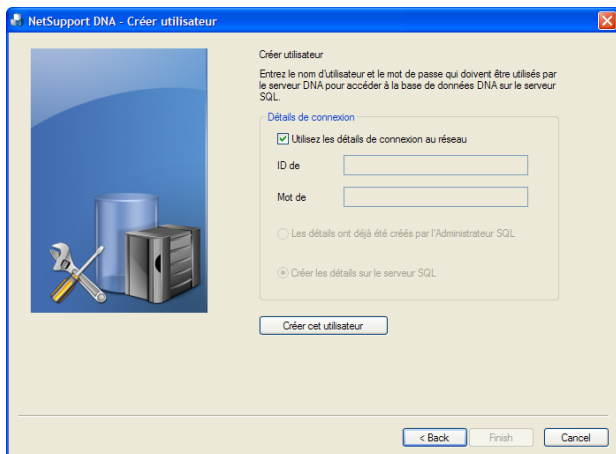 NetSupport DNA - Créer utilisateur
Créer utilisateur
Entrez le nom d'utilisateur et le mot de passe qui doivent être utilisés par
le serveur DNA pour accéder à la base de données DNA sur le serveur
SQL.
Détails de connexion
Utilisez les détails de connexion au réseau
ID de
Mot de
Les détails ont déjà été créés par l'Administrateur SQL
Créer les détails sur le serveur SQL
Créer cet utilisateur
< Back
Finish
Cancel